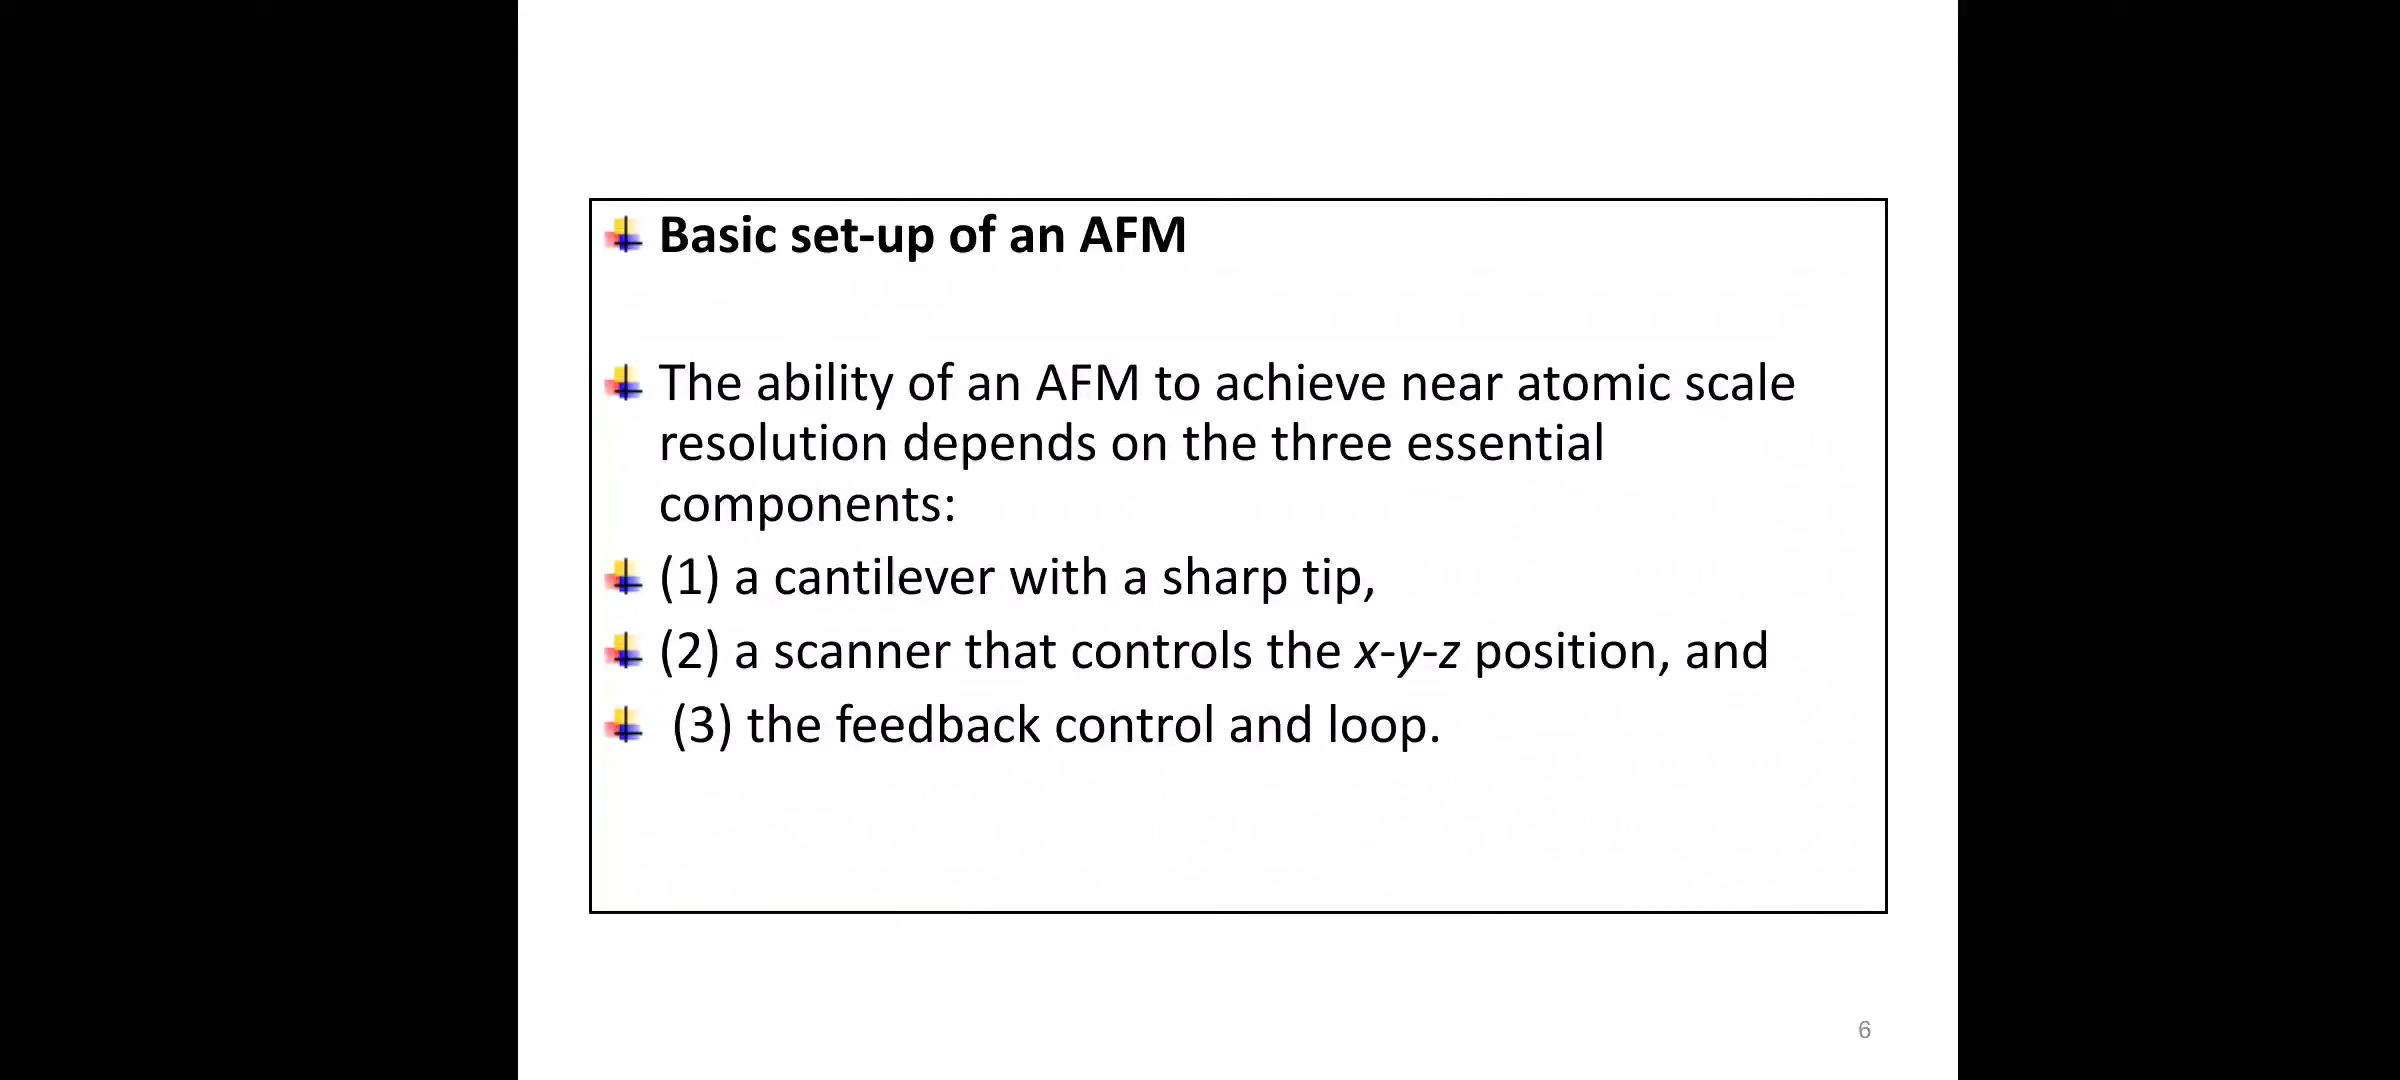 Basic set-up of an AFM
The ability of an AFM to achieve near atomic scale
resolution depends on the three essential
components:
(1) a cantilever with a sharp tip,
(2) a scanner that controls the x-y-z position, and
(3) the feedback control and loop.
6